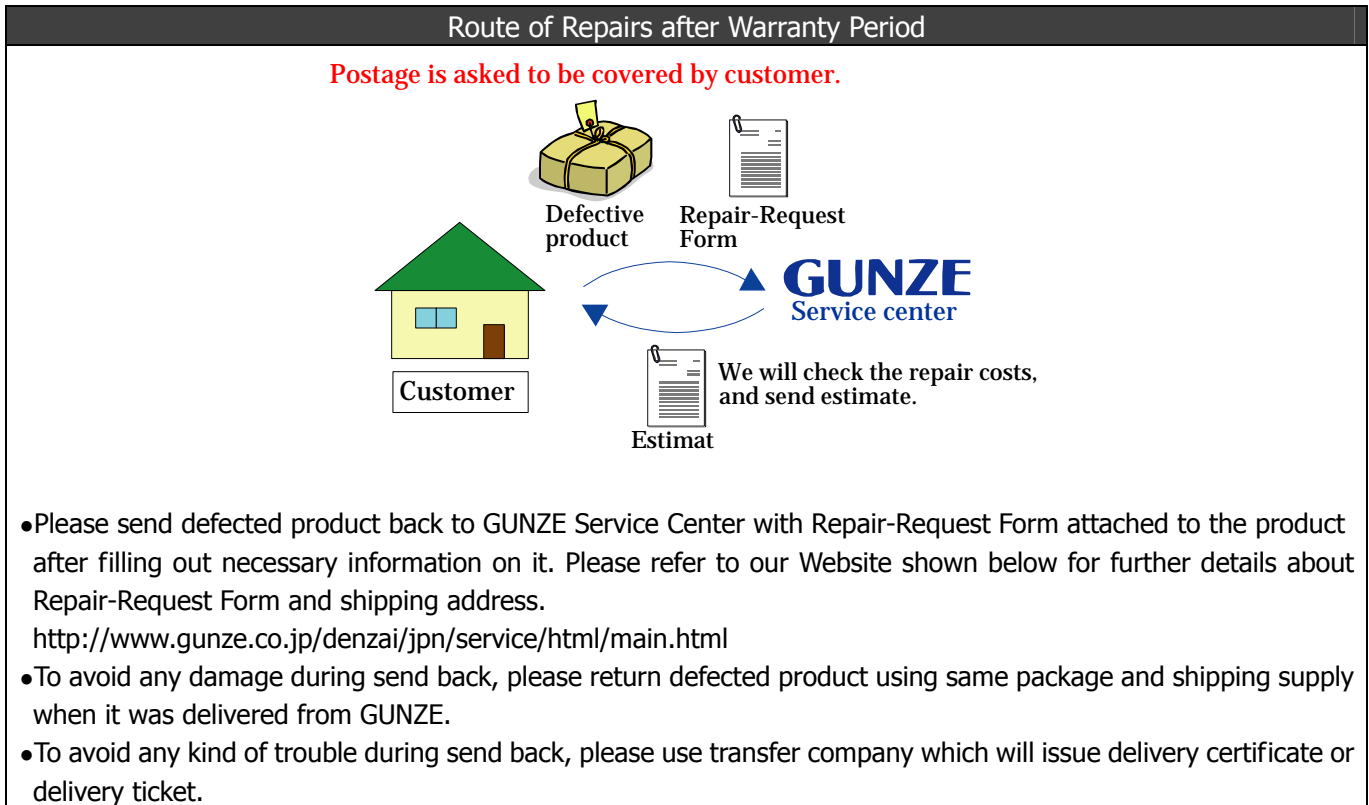 Route of Repairs after Warranty Period
Postage is asked to be covered by customer.
Defective
product
Repair-Request
Form
GUNZE
Service center
Customer
We will check the repair costs,
and send estimate.
Estimat
●Please send defected product back to GUNZE Service Center with Repair-Request Form attached to the product
after filling out necessary information on it. Please refer to our Website shown below for further details about
Repair-Request Form and shipping address.
http://www.gunze.co.jp/denzai/jpn/service/html/main.html
●To avoid any damage during send back, please return defected product using same package and shipping supply
when it was delivered from GUNZE.
●To avoid any kind of trouble during send back, please use transfer company which will issue delivery certificate or
delivery ticket.